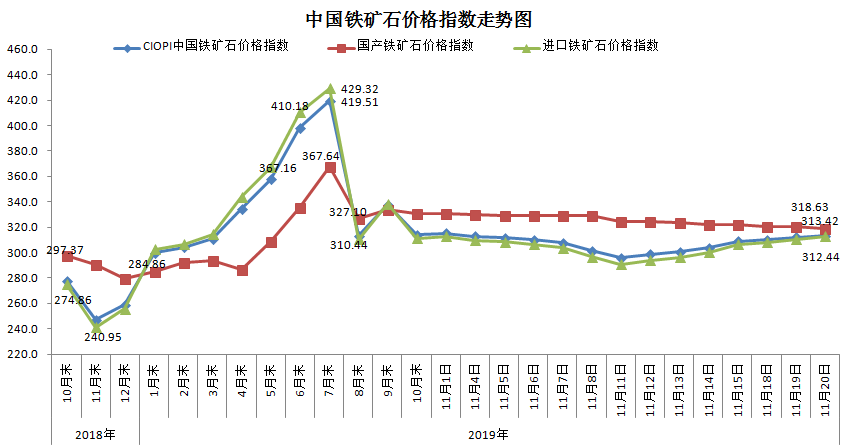 中国铁矿石价格指数走势图
CIOPI中国铁矿石价格指数
国产铁矿石价格指数
进口铁矿石价格指数
460.0
440.0
420.0
400.0
380.0
360.0
340.0
320.0
300.0
280.0
260.0
240.0
220.0
297.37
274.86
240.95
284.86
367.16
410.18
429.32
419.51
367.64
327.10
310.44
318.63
313.42
312.44
10月末
11月末
12月末
1月末
2月末
3月末
4月末
5月末
6月末
7月末
8月末
9月末
10月末
11月1日
11月4日
11月5日
11月6日
11月7日
11月8日
11月11日
11月12日
11月13日
11月14日
11月15日
11月18日
11月19日
11月20日
2018年
2019年